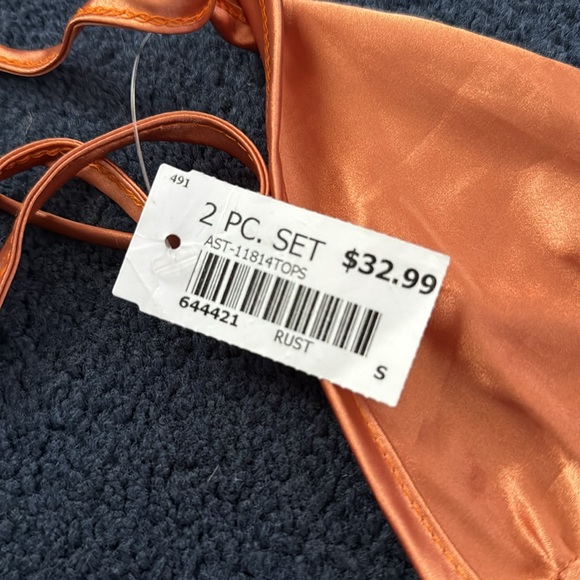 491
2 PC. SET $32.99
AST-11814TOPS
644421
RUST
S